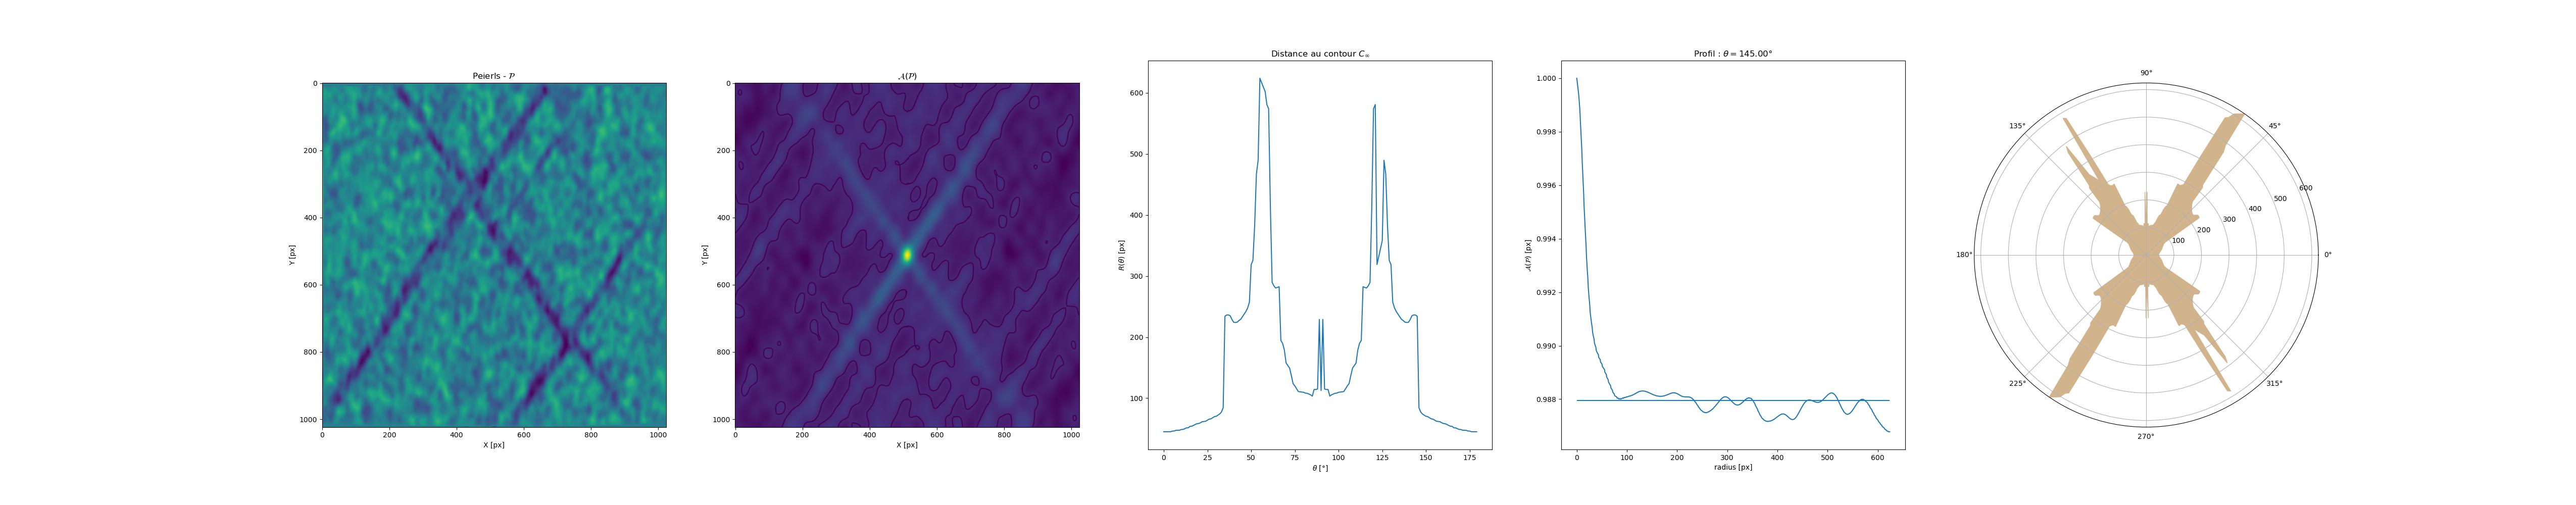 Peierls - 𝒫
0
200
400
600
800
1000
Y [px]
0 200 400 600 800 1000
X [px]
𝒜(𝒫)
0
200
400
600
800
1000
Y [px]
0 200 400 600 800 1000
X [px]
Distance au contour C∞
600
500
400
300
200
100
R(θ) [px]
0 25 50 75 100 125 150 175
θ [°]
Profil : θ = 145.00°
1.000
0.998
0.996
0.994
0.992
0.990
0.988
𝒜(𝒫) [px]
0 100 200 300 400 500 600
radius [px]
90°
135° 45°
600
500
400
300
200
100
180° 0°
225° 315°
270°